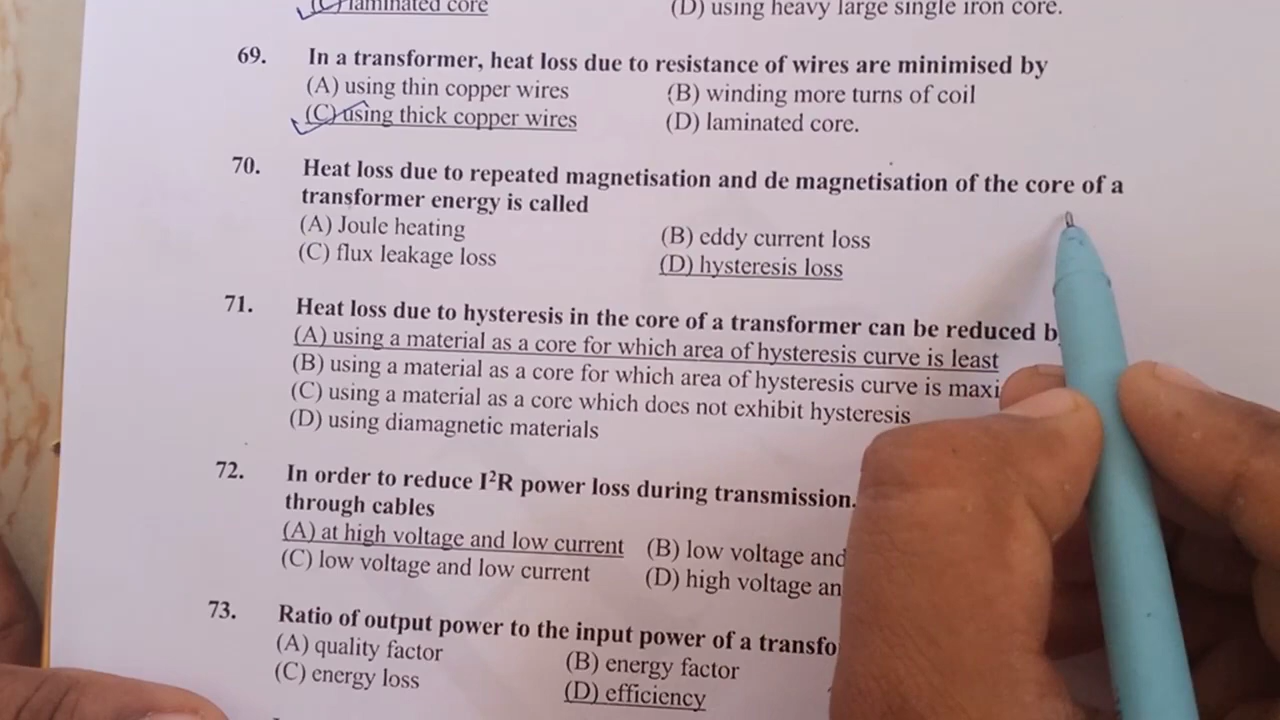 (C) laminated core (D) using heavy large single iron core.
69. In a transformer, heat loss due to resistance of wires are minimised by
(A) using thin copper wires (B) winding more turns of coil
(C) using thick copper wires (D) laminated core.
70. Heat loss due to repeated magnetisation and de magnetisation of the core of a
transformer energy is called
(A) Joule heating (B) eddy current loss
(C) flux leakage loss (D) hysteresis loss
71. Heat loss due to hysteresis in the core of a transformer can be reduced b
(A) using a material as a core for which area of hysteresis curve is least
(B) using a material as a core for which area of hysteresis curve is maxi
(C) using a material as a core which does not exhibit hysteresis
(D) using diamagnetic materials
72. In order to reduce I²R power loss during transmission.
through cables
(A) at high voltage and low current (B) low voltage and
(C) low voltage and low current (D) high voltage an
73. Ratio of output power to the input power of a transfo
(A) quality factor (B) energy factor
(C) energy loss (D) efficiency